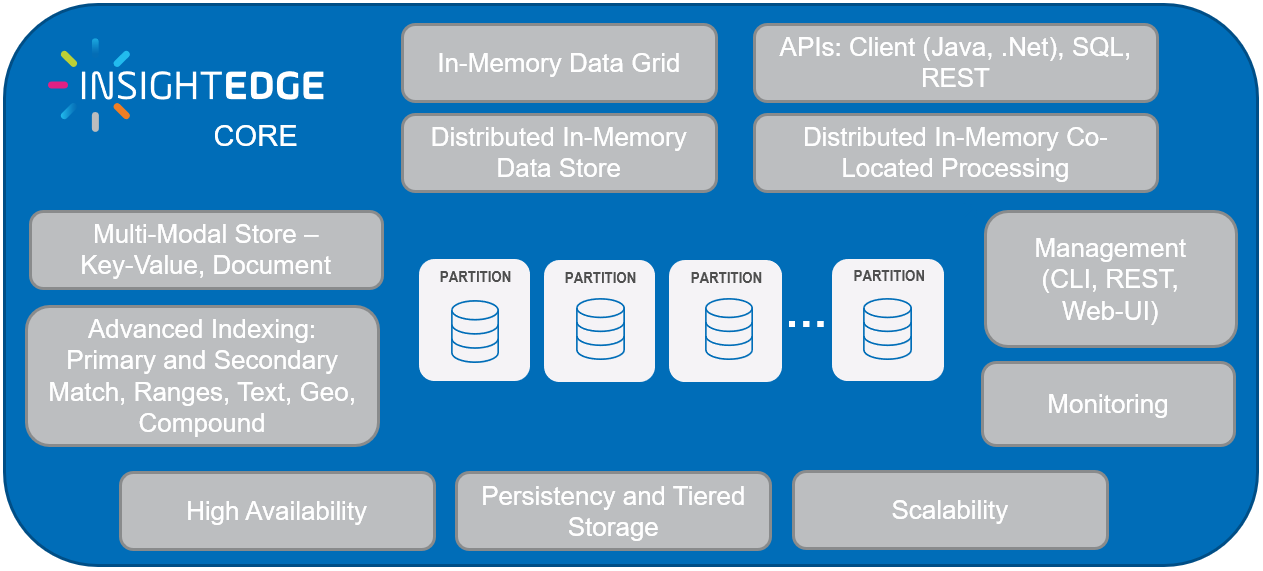 INSIGHTEDGE
CORE
In-Memory Data Grid
APIs: Client (Java, .Net), SQL,
REST
Distributed In-Memory
Data Store
Distributed In-Memory Co-
Located Processing
Multi-Modal Store –
Key-Value, Document
Advanced Indexing:
Primary and Secondary
Match, Ranges, Text, Geo,
Compound
PARTITION
PARTITION
PARTITION
...
PARTITION
Management
(CLI, REST,
Web-UI)
Monitoring
High Availability
Persistency and Tiered
Storage
Scalability